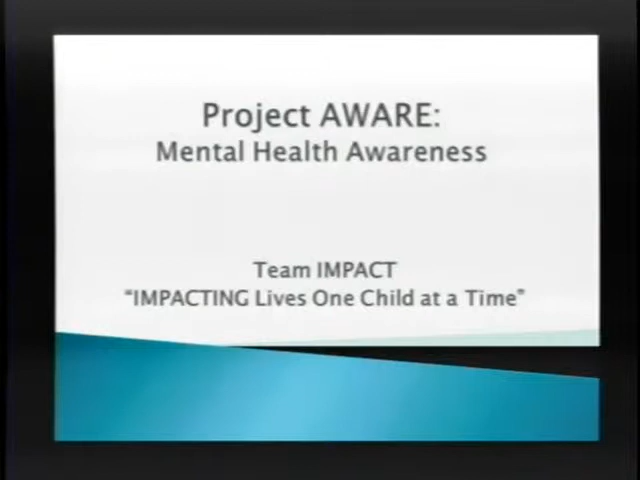 Project AWARE:
Mental Health Awareness
Team IMPACT
“IMPACTING Lives One Child at a Time”